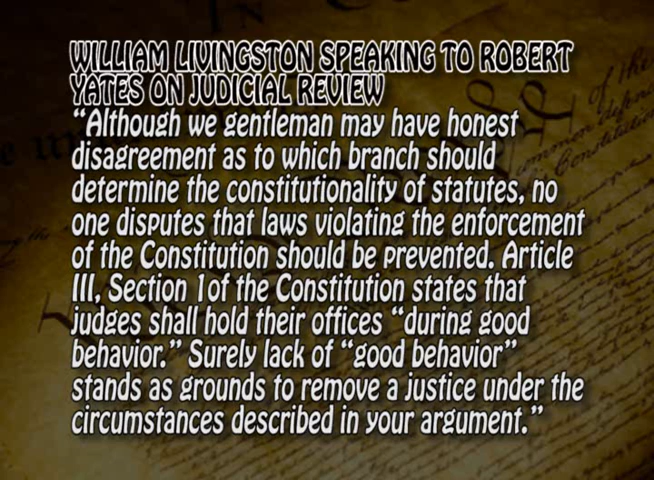 WILLIAM LIVINGSTON SPEAKING TO ROBERT
YATES ON JUDICIAL REVIEW
“Although we gentleman may have honest
disagreement as to which branch should
determine the constitutionality of statutes, no
one disputes that laws violating the enforcement
of the Constitution should be prevented. Article
III, Section 1of the Constitution states that
judges shall hold their offices “during good
behavior.” Surely lack of “good behavior”
stands as grounds to remove a justice under the
circumstances described in your argument.”